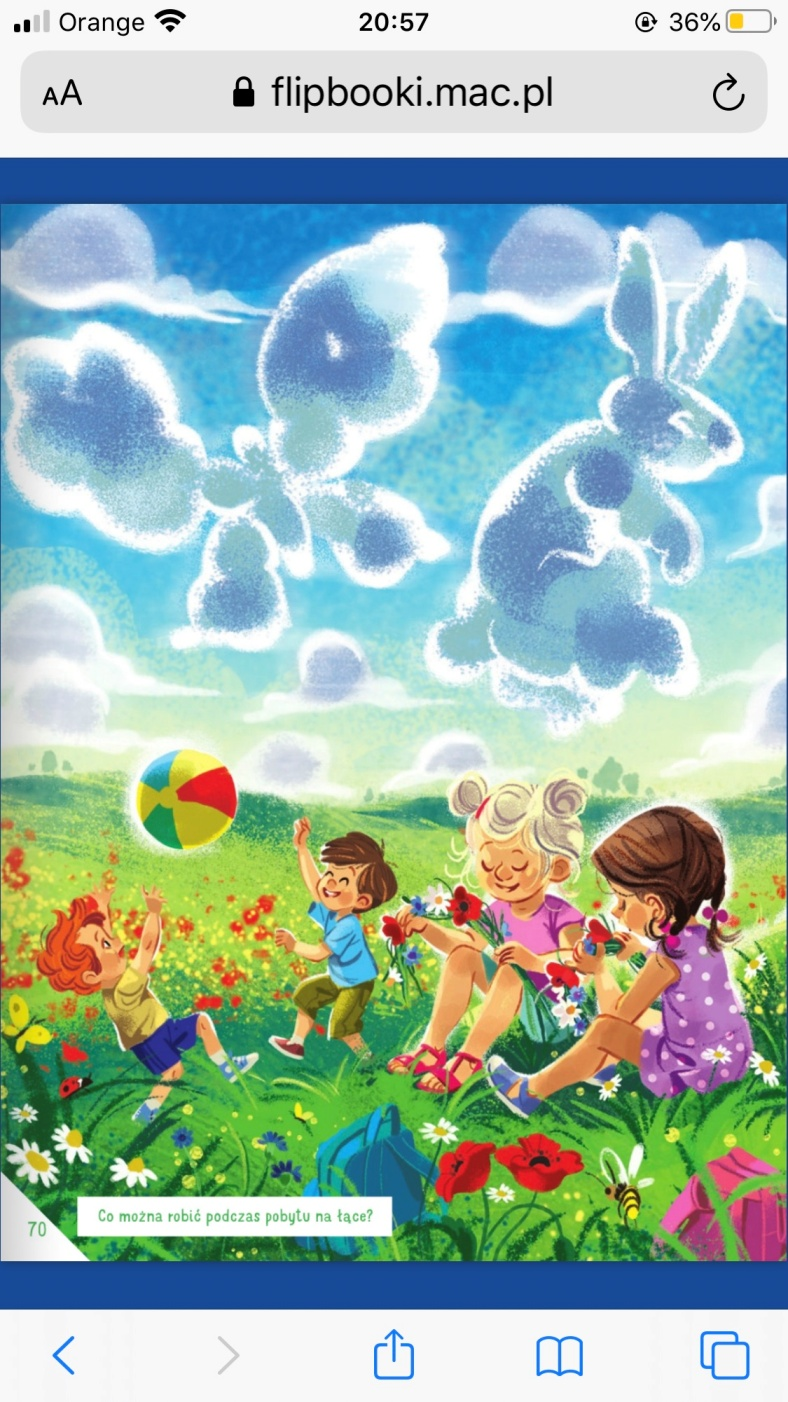 Orange 20:57 36%
AA flipbooki.mac.pl
Co można robić podczas pobytu na łące?
70